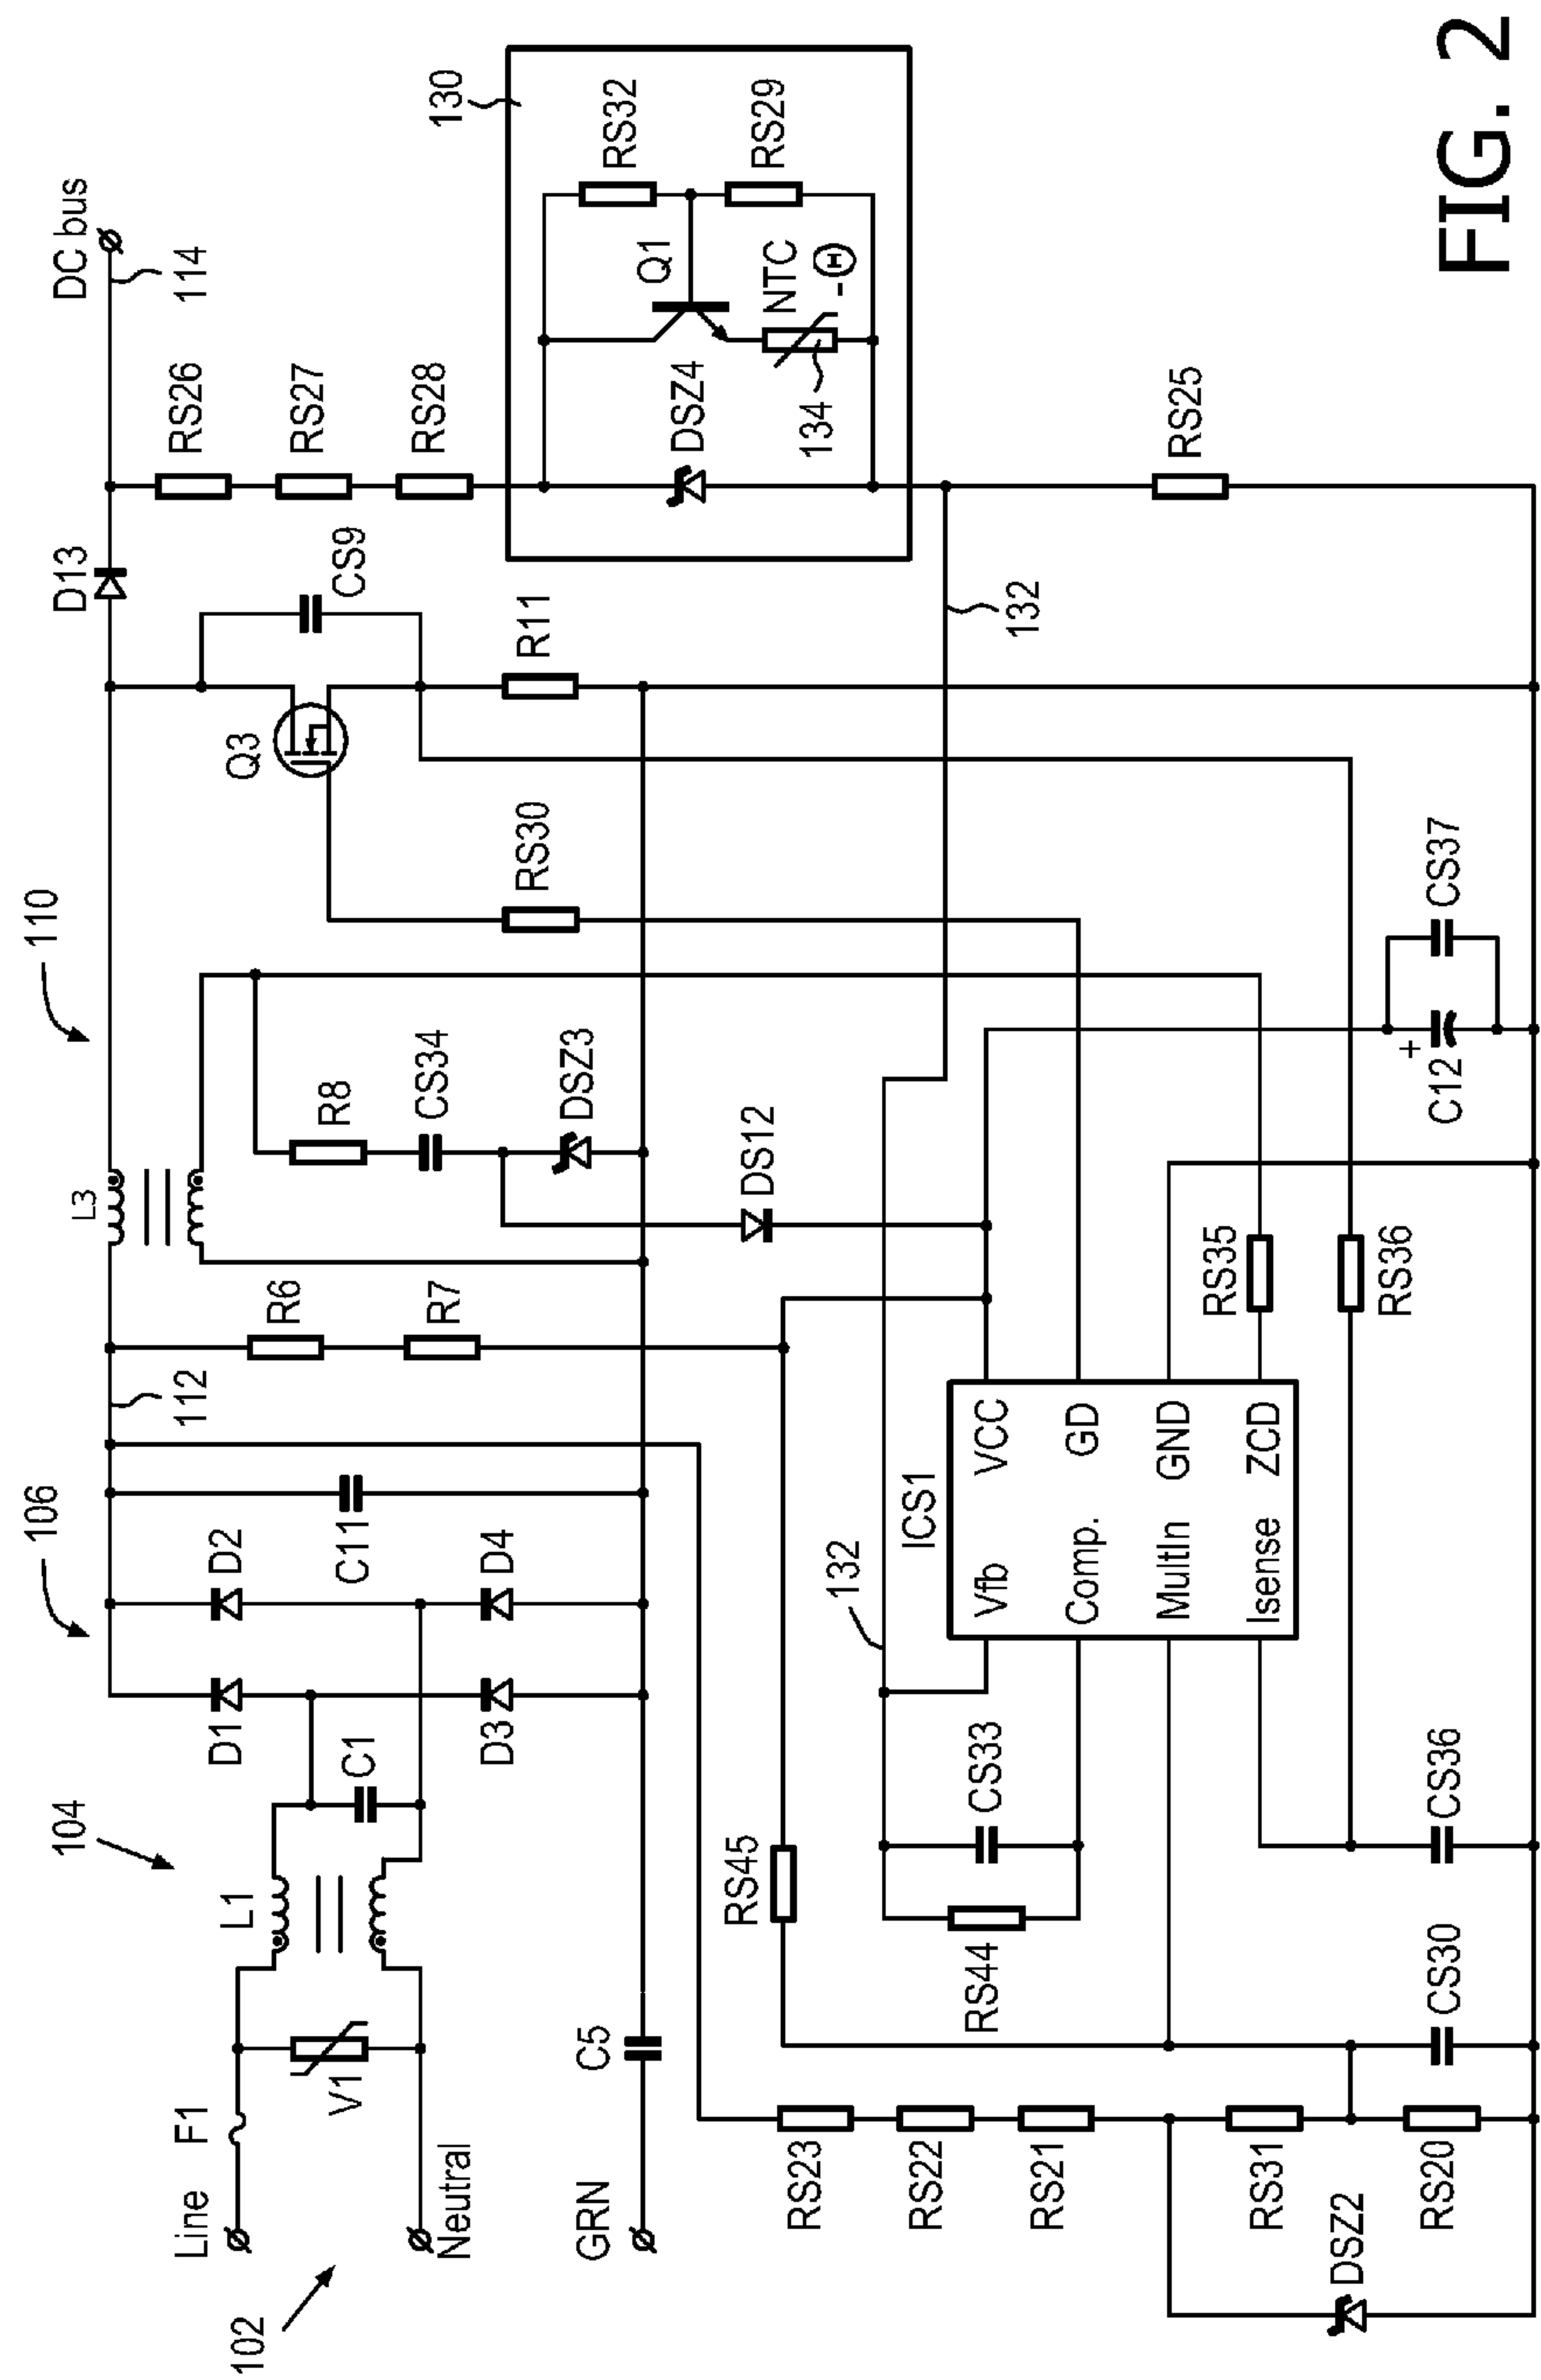 102
Line
F1
Neutral
GRN
V1
L1
104
C1
C5
D1
D2
D3
D4
106
C11
112
R6
R7
L3
110
R8
CS34
DSZ3
DS12
Q3
RS30
R11
CS9
D13
DC bus
114
RS26
RS27
RS28
130
RS32
RS29
Q1
NTC
-Θ
DSZ4
134
RS25
132
132
RS45
RS44
CS33
ICS1
Vfb
VCC
Comp.
GD
MultIn
GND
Isense
ZCD
RS35
RS36
+
C12
CS37
CS36
CS30
RS23
RS22
RS21
RS31
RS20
DSZ2
FIG. 2